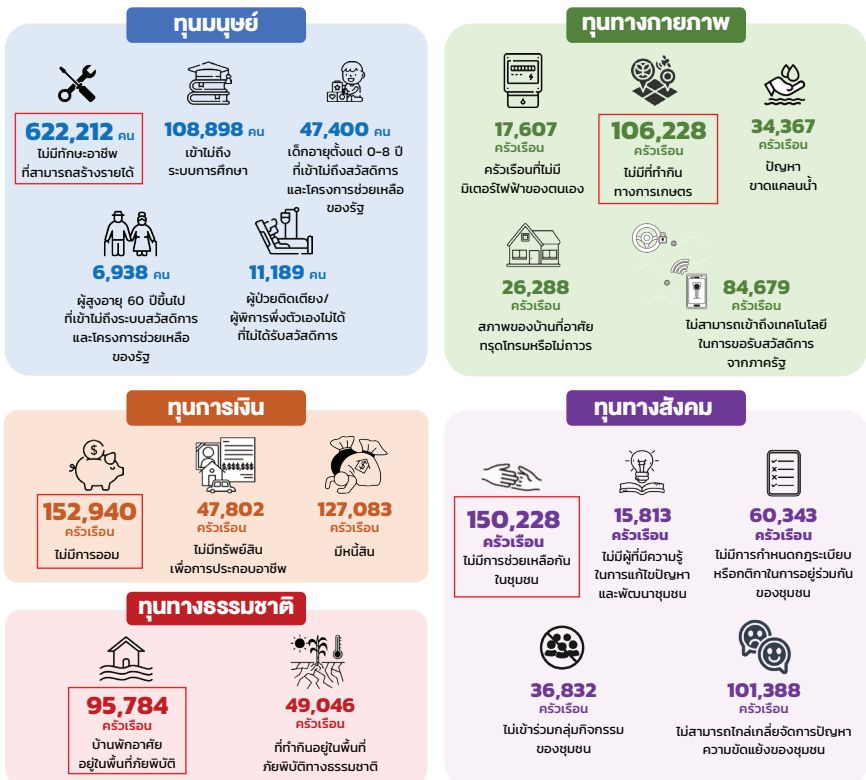 ทุนมนุษย์
622,212 คน
ไม่มีทักษะอาชีพ
ที่สามารถสร้างรายได้
108,898 คน
เข้าไม่ถึง
ระบบการศึกษา
47,400 คน
เด็กอายุตั้งแต่ 0-8 ปี
ที่เข้าไม่ถึงสวัสดิการ
และโครงการช่วยเหลือ
ของรัฐ
6,938 คน
ผู้สูงอายุ 60 ปีขึ้นไป
ที่เข้าไม่ถึงระบบสวัสดิการ
และโครงการช่วยเหลือ
ของรัฐ
11,189 คน
ผู้ป่วยติดเตียง/
ผู้พิการพึ่งตัวเองไม่ได้
ที่ไม่ได้รับสวัสดิการ
ทุนทางกายภาพ
17,607
ครัวเรือน
ครัวเรือนที่ไม่มี
มิเตอร์ไฟฟ้าของตนเอง
106,228
ครัวเรือน
ไม่มีที่ทำกิน
ทางการเกษตร
34,367
ครัวเรือน
ปัญหา
ขาดแคลนน้ำ
26,288
ครัวเรือน
สภาพของบ้านที่อาศัย
ทรุดโทรมหรือไม่ถาวร
84,679
ครัวเรือน
ไม่สามารถเข้าถึงเทคโนโลยี
ในการขอรับสวัสดิการ
จากภาครัฐ
ทุนการเงิน
$
152,940
ครัวเรือน
ไม่มีการออม
$$$$$$
47,802
ครัวเรือน
ไม่มีทรัพย์สิน
เพื่อการประกอบอาชีพ
127,083
ครัวเรือน
มีหนี้สิน
ทุนทางสังคม
150,228
ครัวเรือน
ไม่มีการช่วยเหลือกัน
ในชุมชน
15,813
ครัวเรือน
ไม่มีผู้ที่มีความรู้
ในการแก้ไขปัญหา
และพัฒนาชุมชน
60,343
ครัวเรือน
ไม่มีการกำหนดกฎระเบียบ
หรือกติกาในการอยู่ร่วมกัน
ของชุมชน
36,832
ครัวเรือน
ไม่เข้าร่วมกลุ่มกิจกรรม
ของชุมชน
101,388
ครัวเรือน
ไม่สามารถไกล่เกลี่ยจัดการปัญหา
ความขัดแย้งของชุมชน
ทุนทางธรรมชาติ
95,784
ครัวเรือน
บ้านพักอาศัย
อยู่ในพื้นที่ภัยพิบัติ
49,046
ครัวเรือน
ที่ทำกินอยู่ในพื้นที่
ภัยพิบัติทางธรรมชาติ